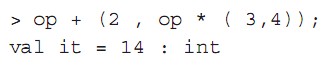 > op + (2 , op * ( 3,4));
val it = 14 : int